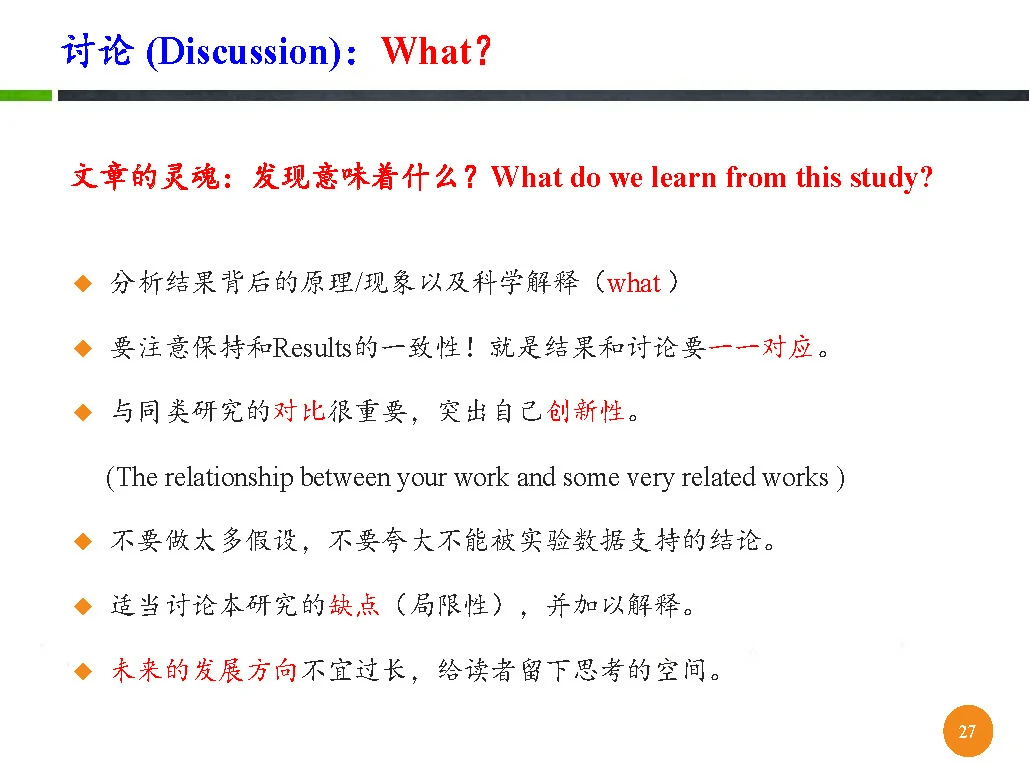 讨论 (Discussion)：What？
文章的灵魂：发现意味着什么？What do we learn from this study?
分析结果背后的原理/现象以及科学解释（what ）
要注意保持和Results的一致性！就是结果和讨论要一一对应。
与同类研究的对比很重要，突出自己创新性。
(The relationship between your work and some very related works )
不要做太多假设，不要夸大不能被实验数据支持的结论。
适当讨论本研究的缺点（局限性），并加以解释。
未来的发展方向不宜过长，给读者留下思考的空间。
27